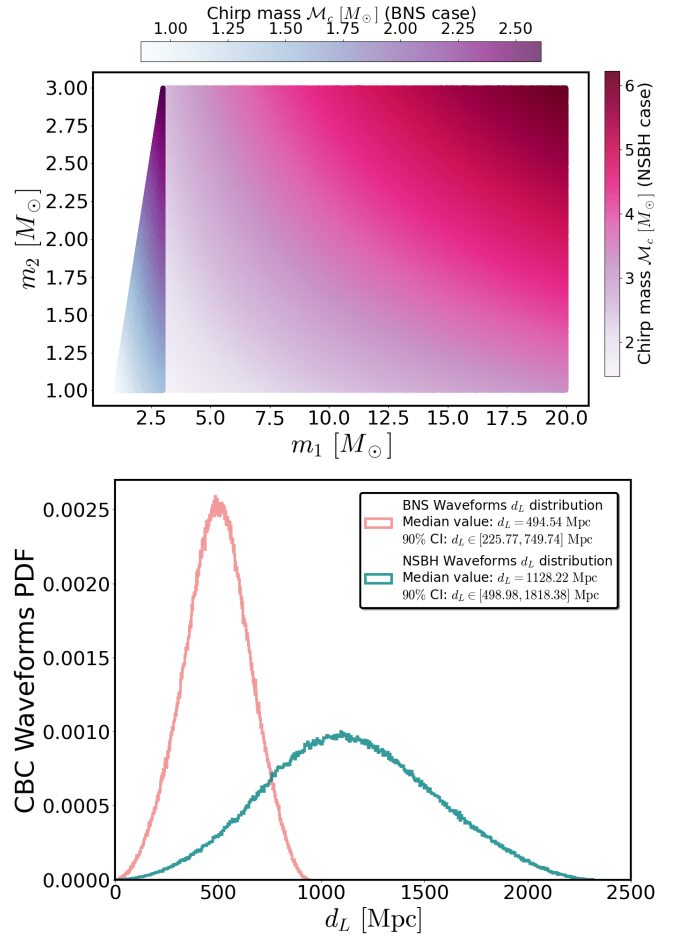 Chirp mass $\mathcal{M}_c$ [$M_\odot$] (BNS case)
1.00 1.25 1.50 1.75 2.00 2.25 2.50
3.00
2.75
2.50
2.25
2.00
1.75
1.50
1.25
1.00
$m_2$ [$M_\odot$]
2.5 5.0 7.5 10.0 12.5 15.0 17.5 20.0
$m_1$ [$M_\odot$]
6
5
4
3
2
Chirp mass $\mathcal{M}_c$ [$M_\odot$] (NSBH case)
0.0025
0.0020
0.0015
0.0010
0.0005
0.0000
CBC Waveforms PDF
BNS Waveforms $d_L$ distribution
Median value: $d_L = 494.54$ Mpc
90% CI: $d_L \in [225.77, 749.74]$ Mpc
NSBH Waveforms $d_L$ distribution
Median value: $d_L = 1128.22$ Mpc
90% CI: $d_L \in [498.98, 1818.38]$ Mpc
0 500 1000 1500 2000 2500
$d_L$ [Mpc]